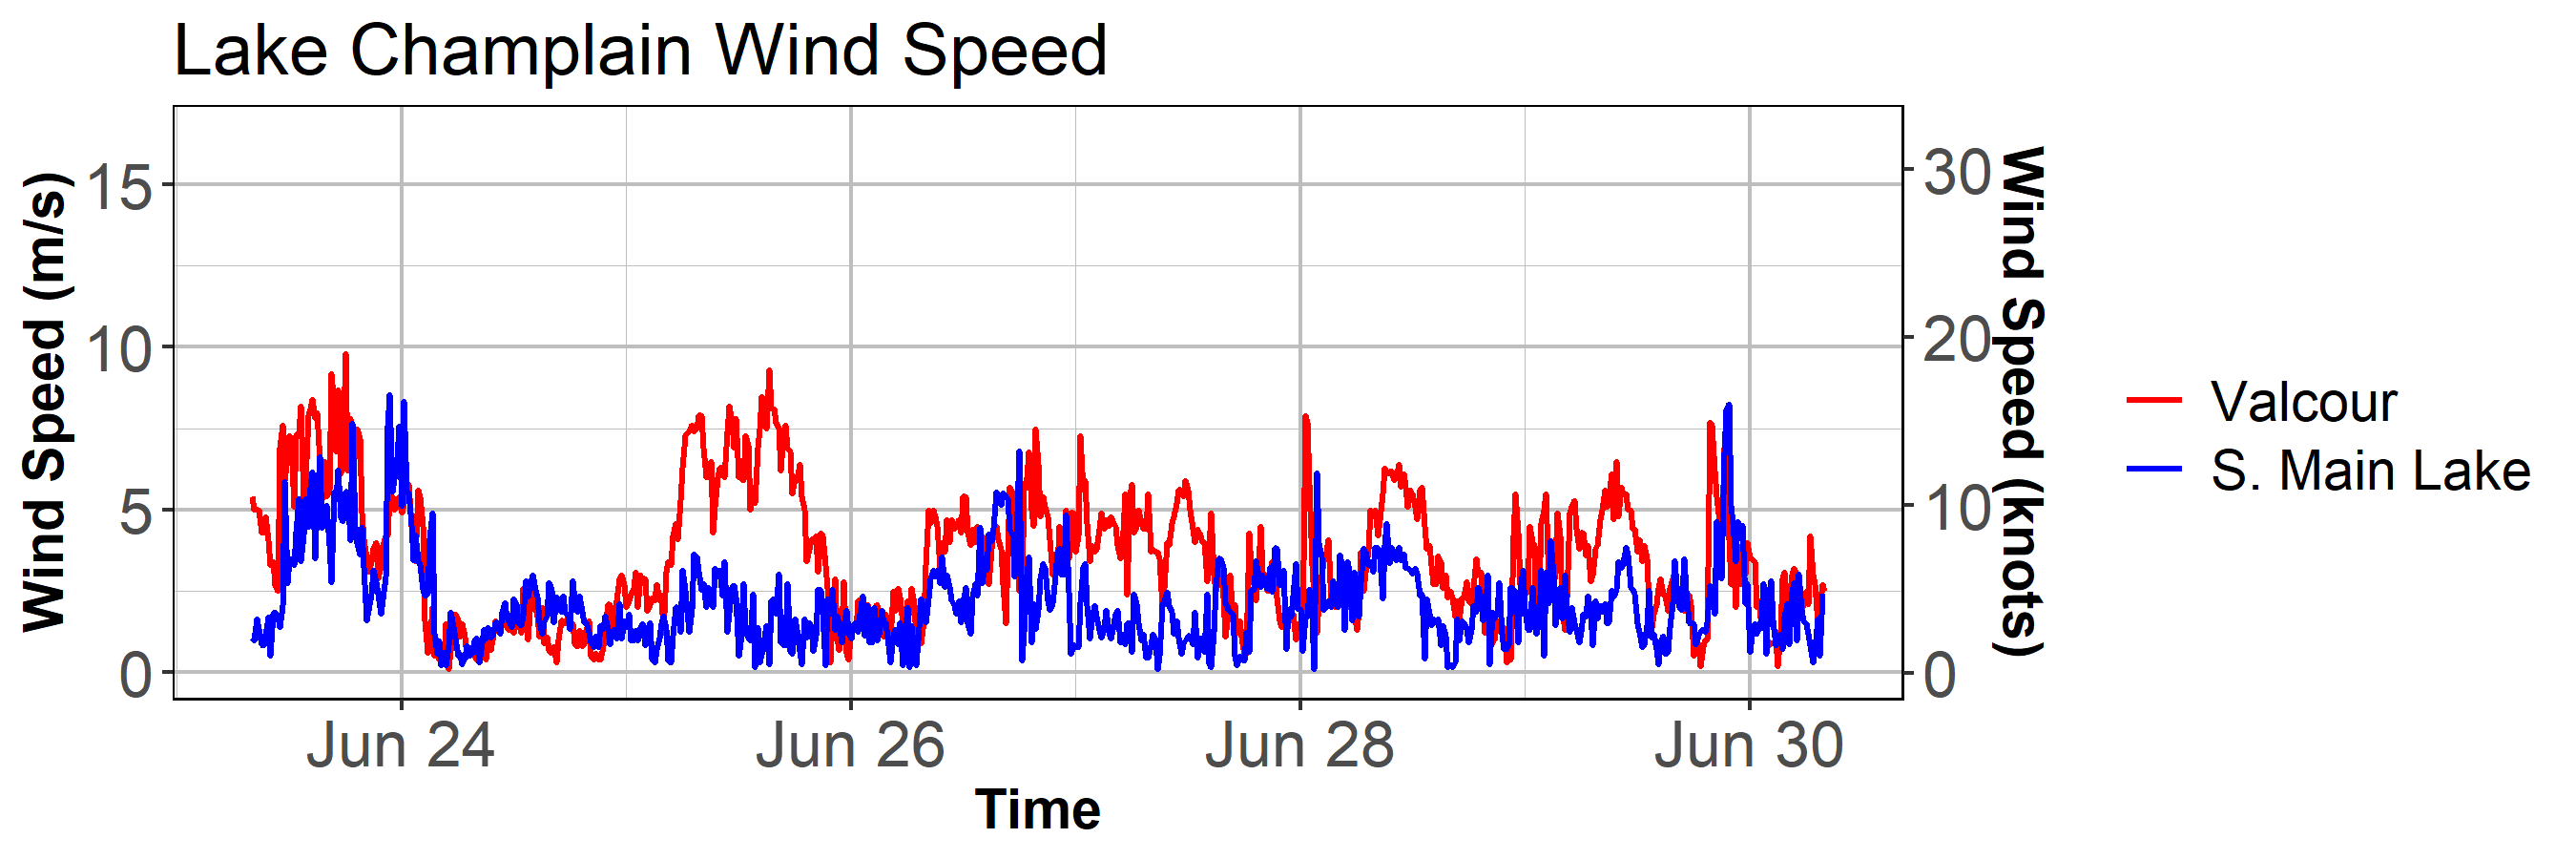 Lake Champlain Wind Speed
Wind Speed (m/s)
15
10
5
0
30
20
10
0
Wind Speed (knots)
Jun 24
Jun 26
Jun 28
Jun 30
Time
Valcour
S. Main Lake